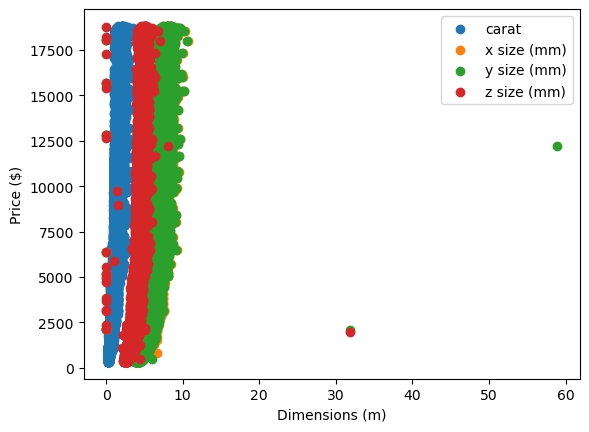 carat
x size (mm)
y size (mm)
z size (mm)
17500
15000
12500
10000
7500
5000
2500
0
Price ($)
0 10 20 30 40 50 60
Dimensions (m)